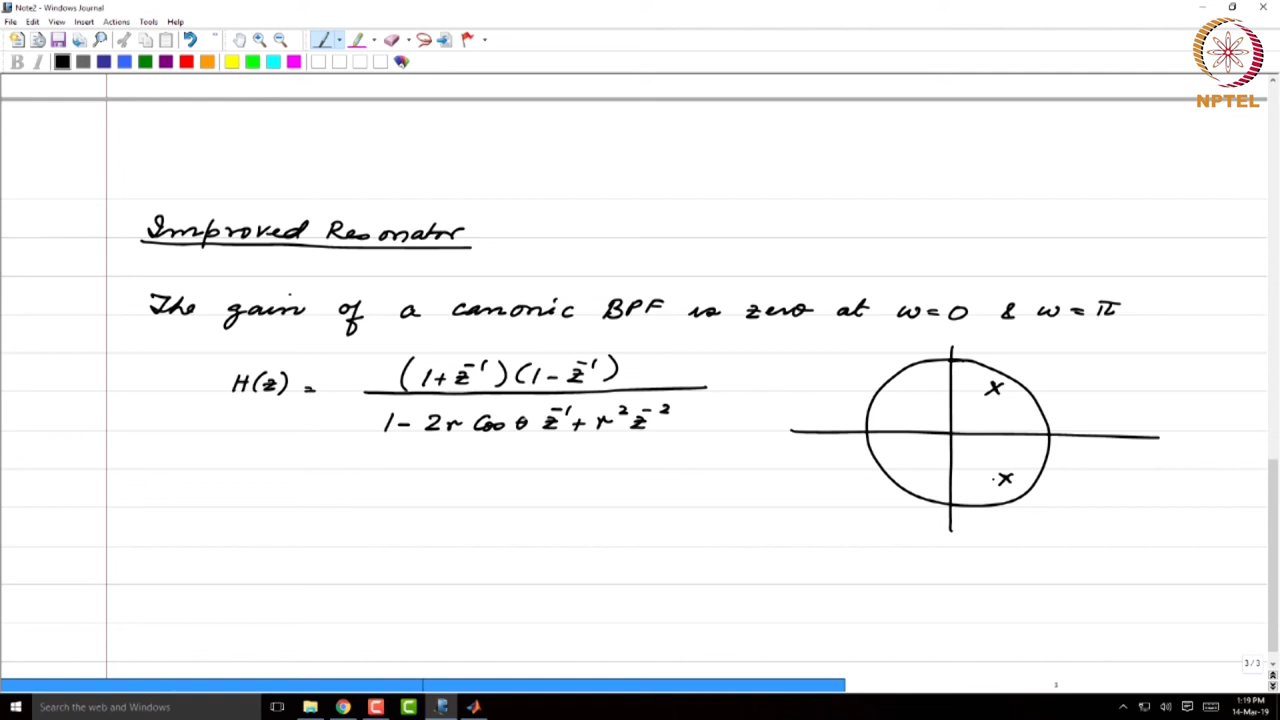 Note2 - Windows Journal
File Edit View Insert Actions Tools Help
B I
NPTEL
Improved Resonator
The gain of a canonic BPF is zero at ω=0 & ω=π
H(z) = (1+z⁻¹)(1-z⁻¹)
1-2r Cos θ z⁻¹+r²z⁻²
x
x
3/3
3
Search the web and Windows
1:19 PM
14-Mar-19